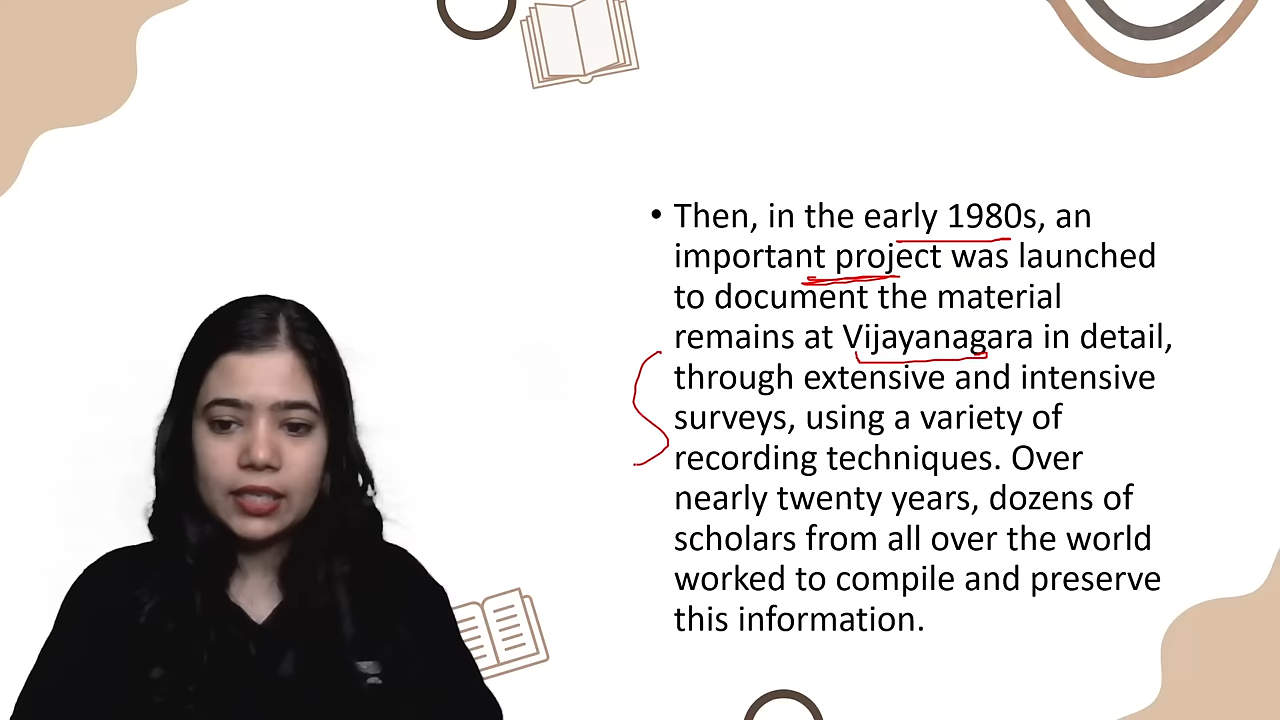 • Then, in the early 1980s, an
important project was launched
to document the material
remains at Vijayanagara in detail,
through extensive and intensive
surveys, using a variety of
recording techniques. Over
nearly twenty years, dozens of
scholars from all over the world
worked to compile and preserve
this information.